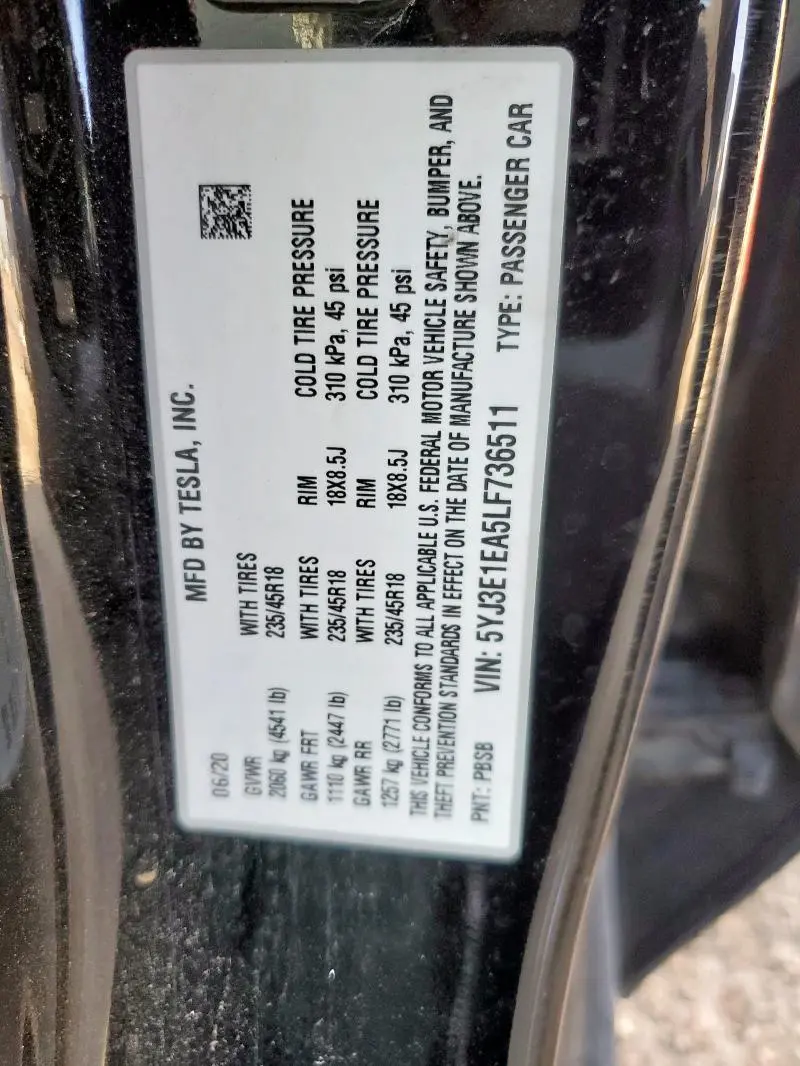 MFD BY TESLA, INC.
06/20
GVWR WITH TIRES
2060 kg (4541 lb) 235/45R18
GAWR FRT WITH TIRES RIM COLD TIRE PRESSURE
1110 kg (2447 lb) 235/45R18 18X8.5J 310 kPa, 45 psi
GAWR RR WITH TIRES RIM COLD TIRE PRESSURE
1257 kg (2771 lb) 235/45R18 18X8.5J 310 kPa, 45 psi
THIS VEHICLE CONFORMS TO ALL APPLICABLE U.S. FEDERAL MOTOR VEHICLE SAFETY, BUMPER, AND
THEFT PREVENTION STANDARDS IN EFFECT ON THE DATE OF MANUFACTURE SHOWN ABOVE.
PNT: PBSB VIN: 5YJ3E1EA5LF736511 TYPE: PASSENGER CAR